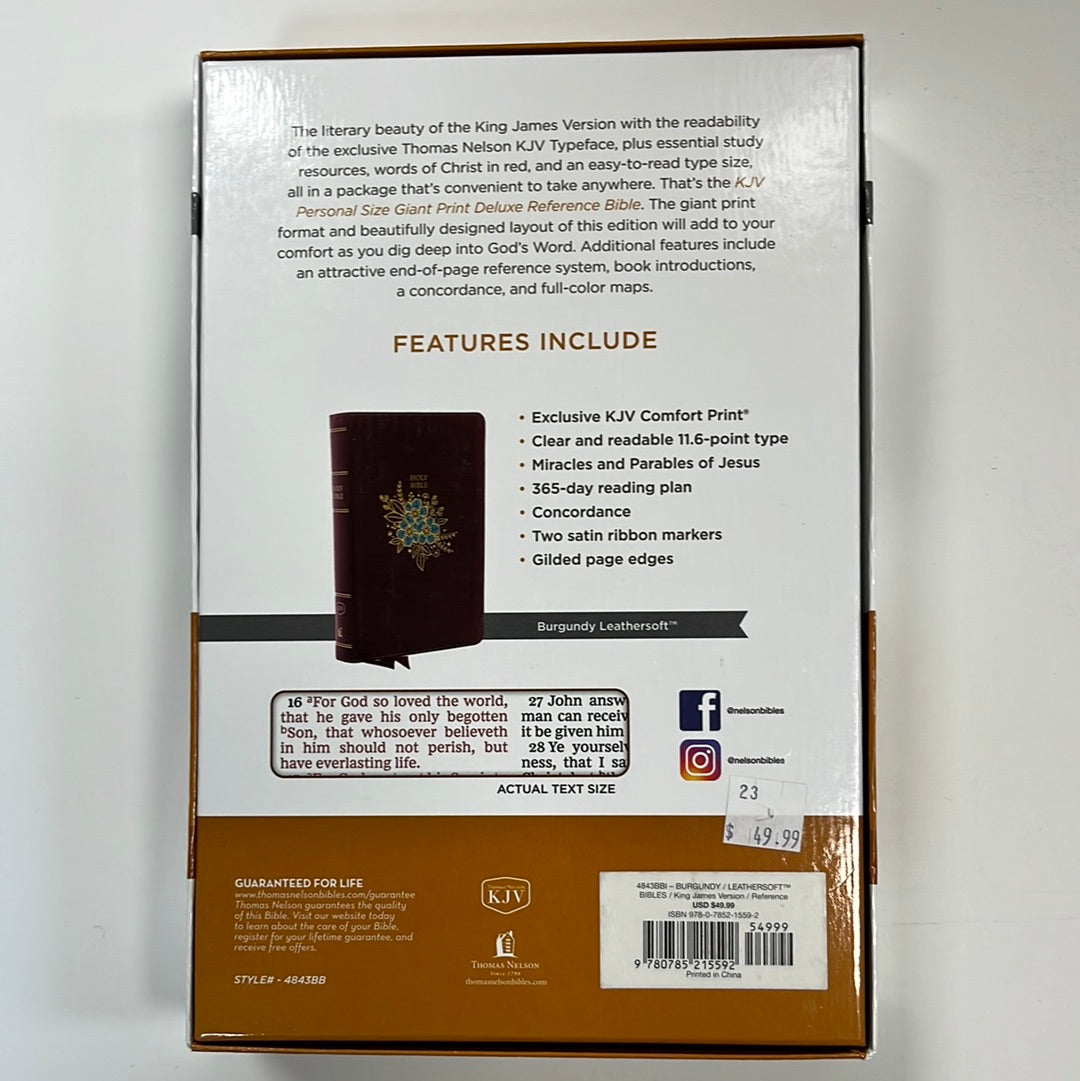 The literary beauty of the King James Version with the readability
of the exclusive Thomas Nelson KJV Typeface, plus essential study
resources, words of Christ in red, and an easy-to-read type size,
all in a package that's convenient to take anywhere. That's the KJV
Personal Size Giant Print Deluxe Reference Bible. The giant print
format and beautifully designed layout of this edition will add to your
comfort as you dig deep into God's Word. Additional features include
an attractive end-of-page reference system, book introductions,
a concordance, and full-color maps.
FEATURES INCLUDE
HOLY
BIBLE
• Exclusive KJV Comfort Print®
• Clear and readable 11.6-point type
• Miracles and Parables of Jesus
• 365-day reading plan
• Concordance
• Two satin ribbon markers
• Gilded page edges
Burgundy Leathersoft™
16 ªFor God so loved the world,
that he gave his only begotten
ᵇSon, that whosoever believeth
in him should not perish, but
have everlasting life.
27 John answ
man can receiv
it be given him
28 Ye yoursel
ness, that I sa
ACTUAL TEXT SIZE
@nelsonbibles
@nelsonbibles
23
$ 49.99
GUARANTEED FOR LIFE
www.thomasnelsonbibles.com/guarantee
Thomas Nelson guarantees the quality
of this Bible. Visit our website today
to learn about the care of your Bible,
register for your lifetime guarantee, and
receive free offers.
STYLE# - 4843BB
THOMAS NELSON
KJV
THOMAS NELSON
Since 1798
thomasnelsonbibles.com
4843BBI – BURGUNDY / LEATHERSOFT™
BIBLES / King James Version / Reference
USD $49.99
ISBN 978-0-7852-1559-2
54999
9 780785 215592
Printed in China